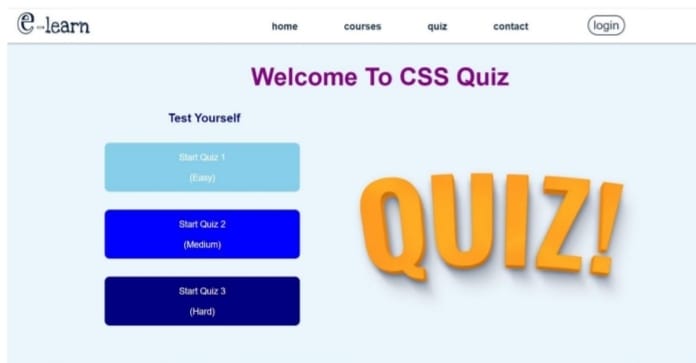 e-learn
home courses quiz contact login
Welcome To CSS Quiz
Test Yourself
Start Quiz 1
(Easy)
Start Quiz 2
(Medium)
Start Quiz 3
(Hard)
QUIZ!